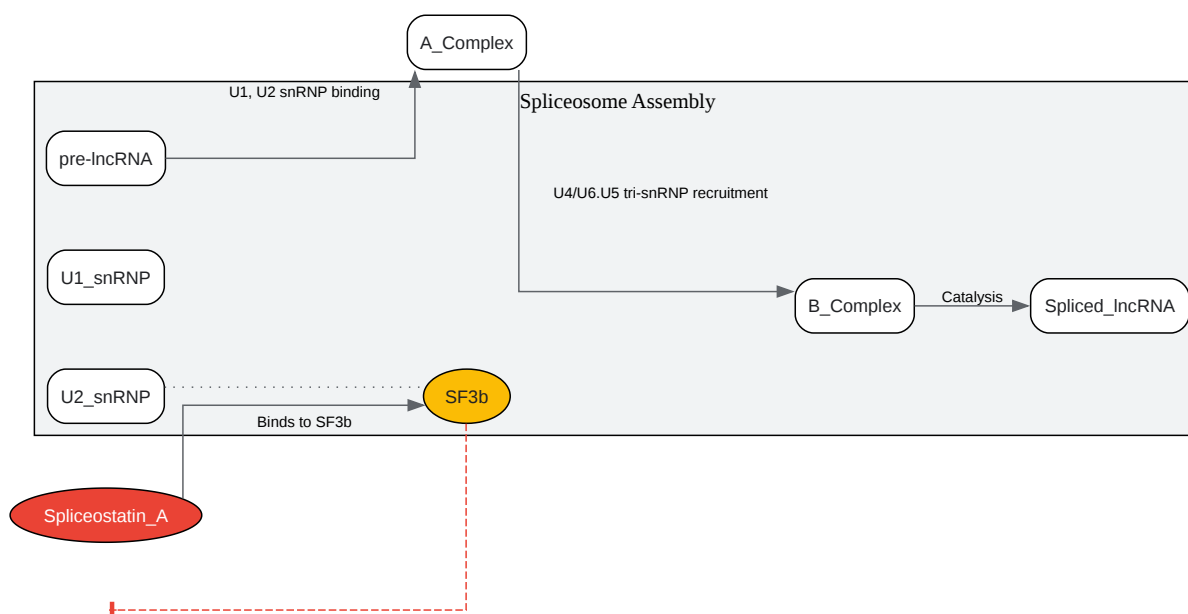 A_Complex
U1, U2 snRNP binding
Spliceosome Assembly
pre-lncRNA
U4/U6.U5 tri-snRNP recruitment
U1_snRNP
B_Complex
Catalysis
Spliced_lncRNA
U2_snRNP
SF3b
Binds to SF3b
Spliceostatin_A